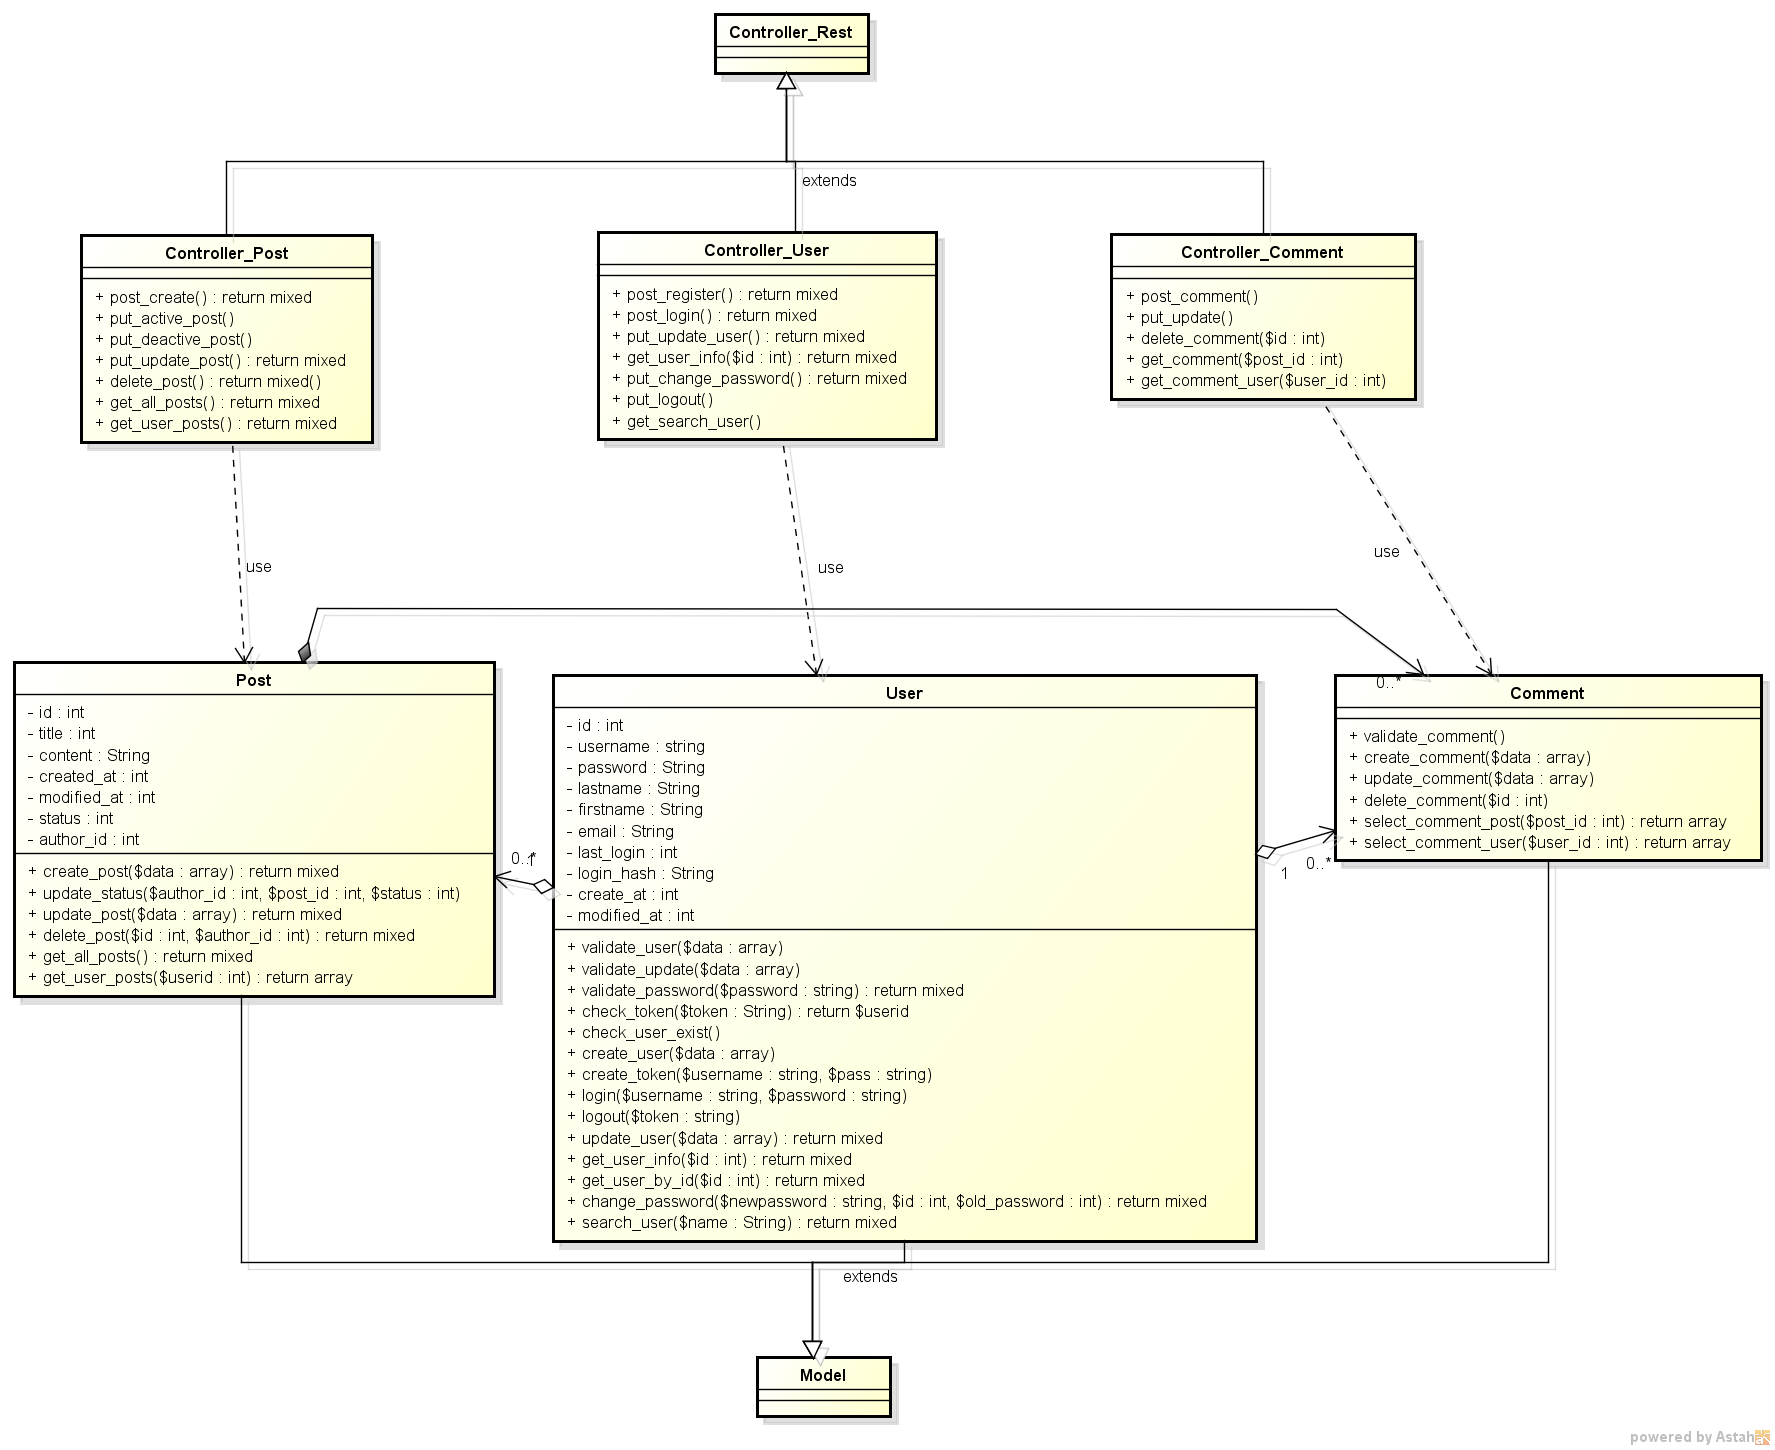 Controller_Rest
extends
Controller_Post
+ post_create() : return mixed
+ put_active_post()
+ put_deactive_post()
+ put_update_post() : return mixed
+ delete_post() : return mixed()
+ get_all_posts() : return mixed
+ get_user_posts() : return mixed
Controller_User
+ post_register() : return mixed
+ post_login() : return mixed
+ put_update_user() : return mixed
+ get_user_info($id : int) : return mixed
+ put_change_password() : return mixed
+ put_logout()
+ get_search_user()
Controller_Comment
+ post_comment()
+ put_update()
+ delete_comment($id : int)
+ get_comment($post_id : int)
+ get_comment_user($user_id : int)
use
use
use
Post
- id : int
- title : int
- content : String
- created_at : int
- modified_at : int
- status : int
- author_id : int
+ create_post($data : array) : return mixed
+ update_status($author_id : int, $post_id : int, $status : int)
+ update_post($data : array) : return mixed
+ delete_post($id : int, $author_id : int) : return mixed
+ get_all_posts() : return mixed
+ get_user_posts($userid : int) : return array
0..*
1
User
- id : int
- username : string
- password : String
- lastname : String
- firstname : String
- email : String
- last_login : int
- login_hash : String
- create_at : int
- modified_at : int
+ validate_user($data : array)
+ validate_update($data : array)
+ validate_password($password : string) : return mixed
+ check_token($token : String) : return $userid
+ check_user_exist()
+ create_user($data : array)
+ create_token($username : string, $pass : string)
+ login($username : string, $password : string)
+ logout($token : string)
+ update_user($data : array) : return mixed
+ get_user_info($id : int) : return mixed
+ get_user_by_id($id : int) : return mixed
+ change_password($newpassword : string, $id : int, $old_password : int) : return mixed
+ search_user($name : String) : return mixed
1
0..*
0..*
Comment
+ validate_comment()
+ create_comment($data : array)
+ update_comment($data : array)
+ delete_comment($id : int)
+ select_comment_post($post_id : int) : return array
+ select_comment_user($user_id : int) : return array
extends
Model
powered by Astah